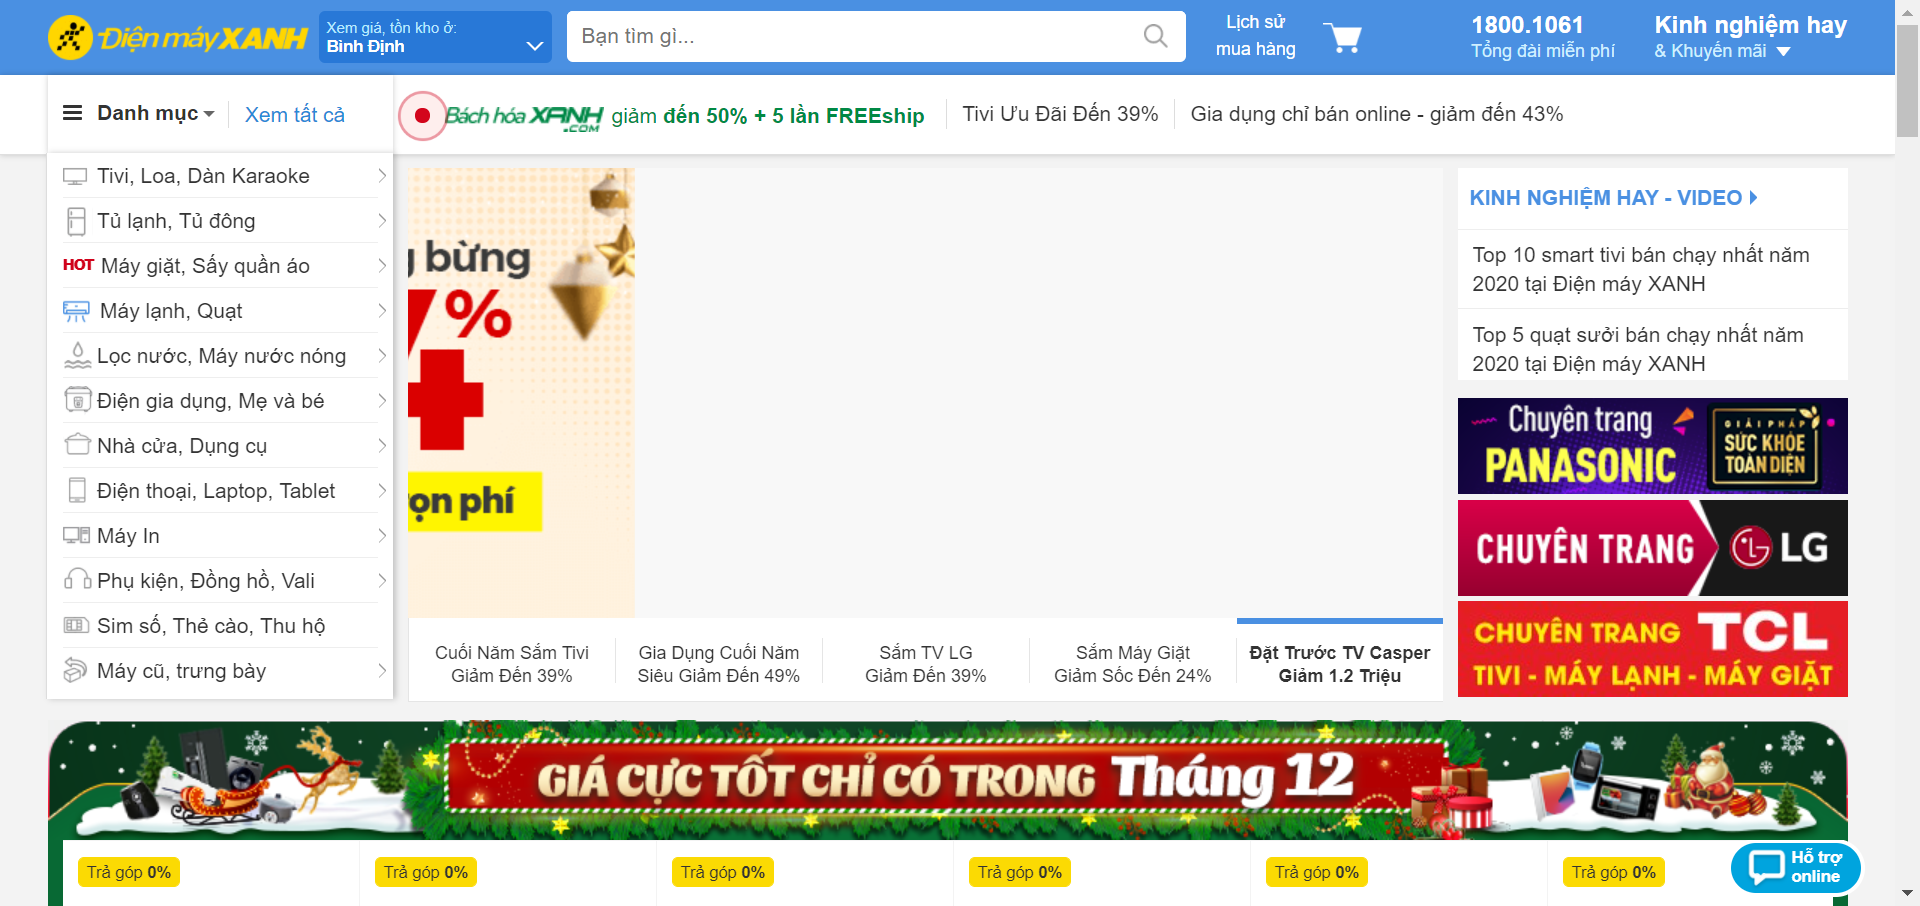 Điện máy XANH
Xem giá, tồn kho ở:
Bình Định
Bạn tìm gì...
Lịch sử
mua hàng
1800.1061
Tổng đài miễn phí
Kinh nghiệm hay
& Khuyến mãi
Danh mục
Xem tất cả
Bách hóa XANH.COM giảm đến 50% + 5 lần FREEship
Tivi Ưu Đãi Đến 39%
Gia dụng chỉ bán online - giảm đến 43%
Tivi, Loa, Dàn Karaoke
Tủ lạnh, Tủ đông
HOT Máy giặt, Sấy quần áo
Máy lạnh, Quạt
Lọc nước, Máy nước nóng
Điện gia dụng, Mẹ và bé
Nhà cửa, Dụng cụ
Điện thoại, Laptop, Tablet
Máy In
Phụ kiện, Đồng hồ, Vali
Sim số, Thẻ cào, Thu hộ
Máy cũ, trưng bày
bừng
%
ọn phí
Cuối Năm Sắm Tivi
Giảm Đến 39%
Gia Dụng Cuối Năm
Siêu Giảm Đến 49%
Sắm TV LG
Giảm Đến 39%
Sắm Máy Giặt
Giảm Sốc Đến 24%
Đặt Trước TV Casper
Giảm 1.2 Triệu
KINH NGHIỆM HAY - VIDEO
Top 10 smart tivi bán chạy nhất năm
2020 tại Điện máy XANH
Top 5 quạt sưởi bán chạy nhất năm
2020 tại Điện máy XANH
Chuyên trang
PANASONIC
GIẢI PHÁP
SỨC KHỎE
TOÀN DIỆN
CHUYÊN TRANG LG
CHUYÊN TRANG TCL
TIVI - MÁY LẠNH - MÁY GIẶT
GIÁ CỰC TỐT CHỈ CÓ TRONG Tháng 12
Trả góp 0%
Trả góp 0%
Trả góp 0%
Trả góp 0%
Trả góp 0%
Trả góp 0%
Hỗ trợ
online